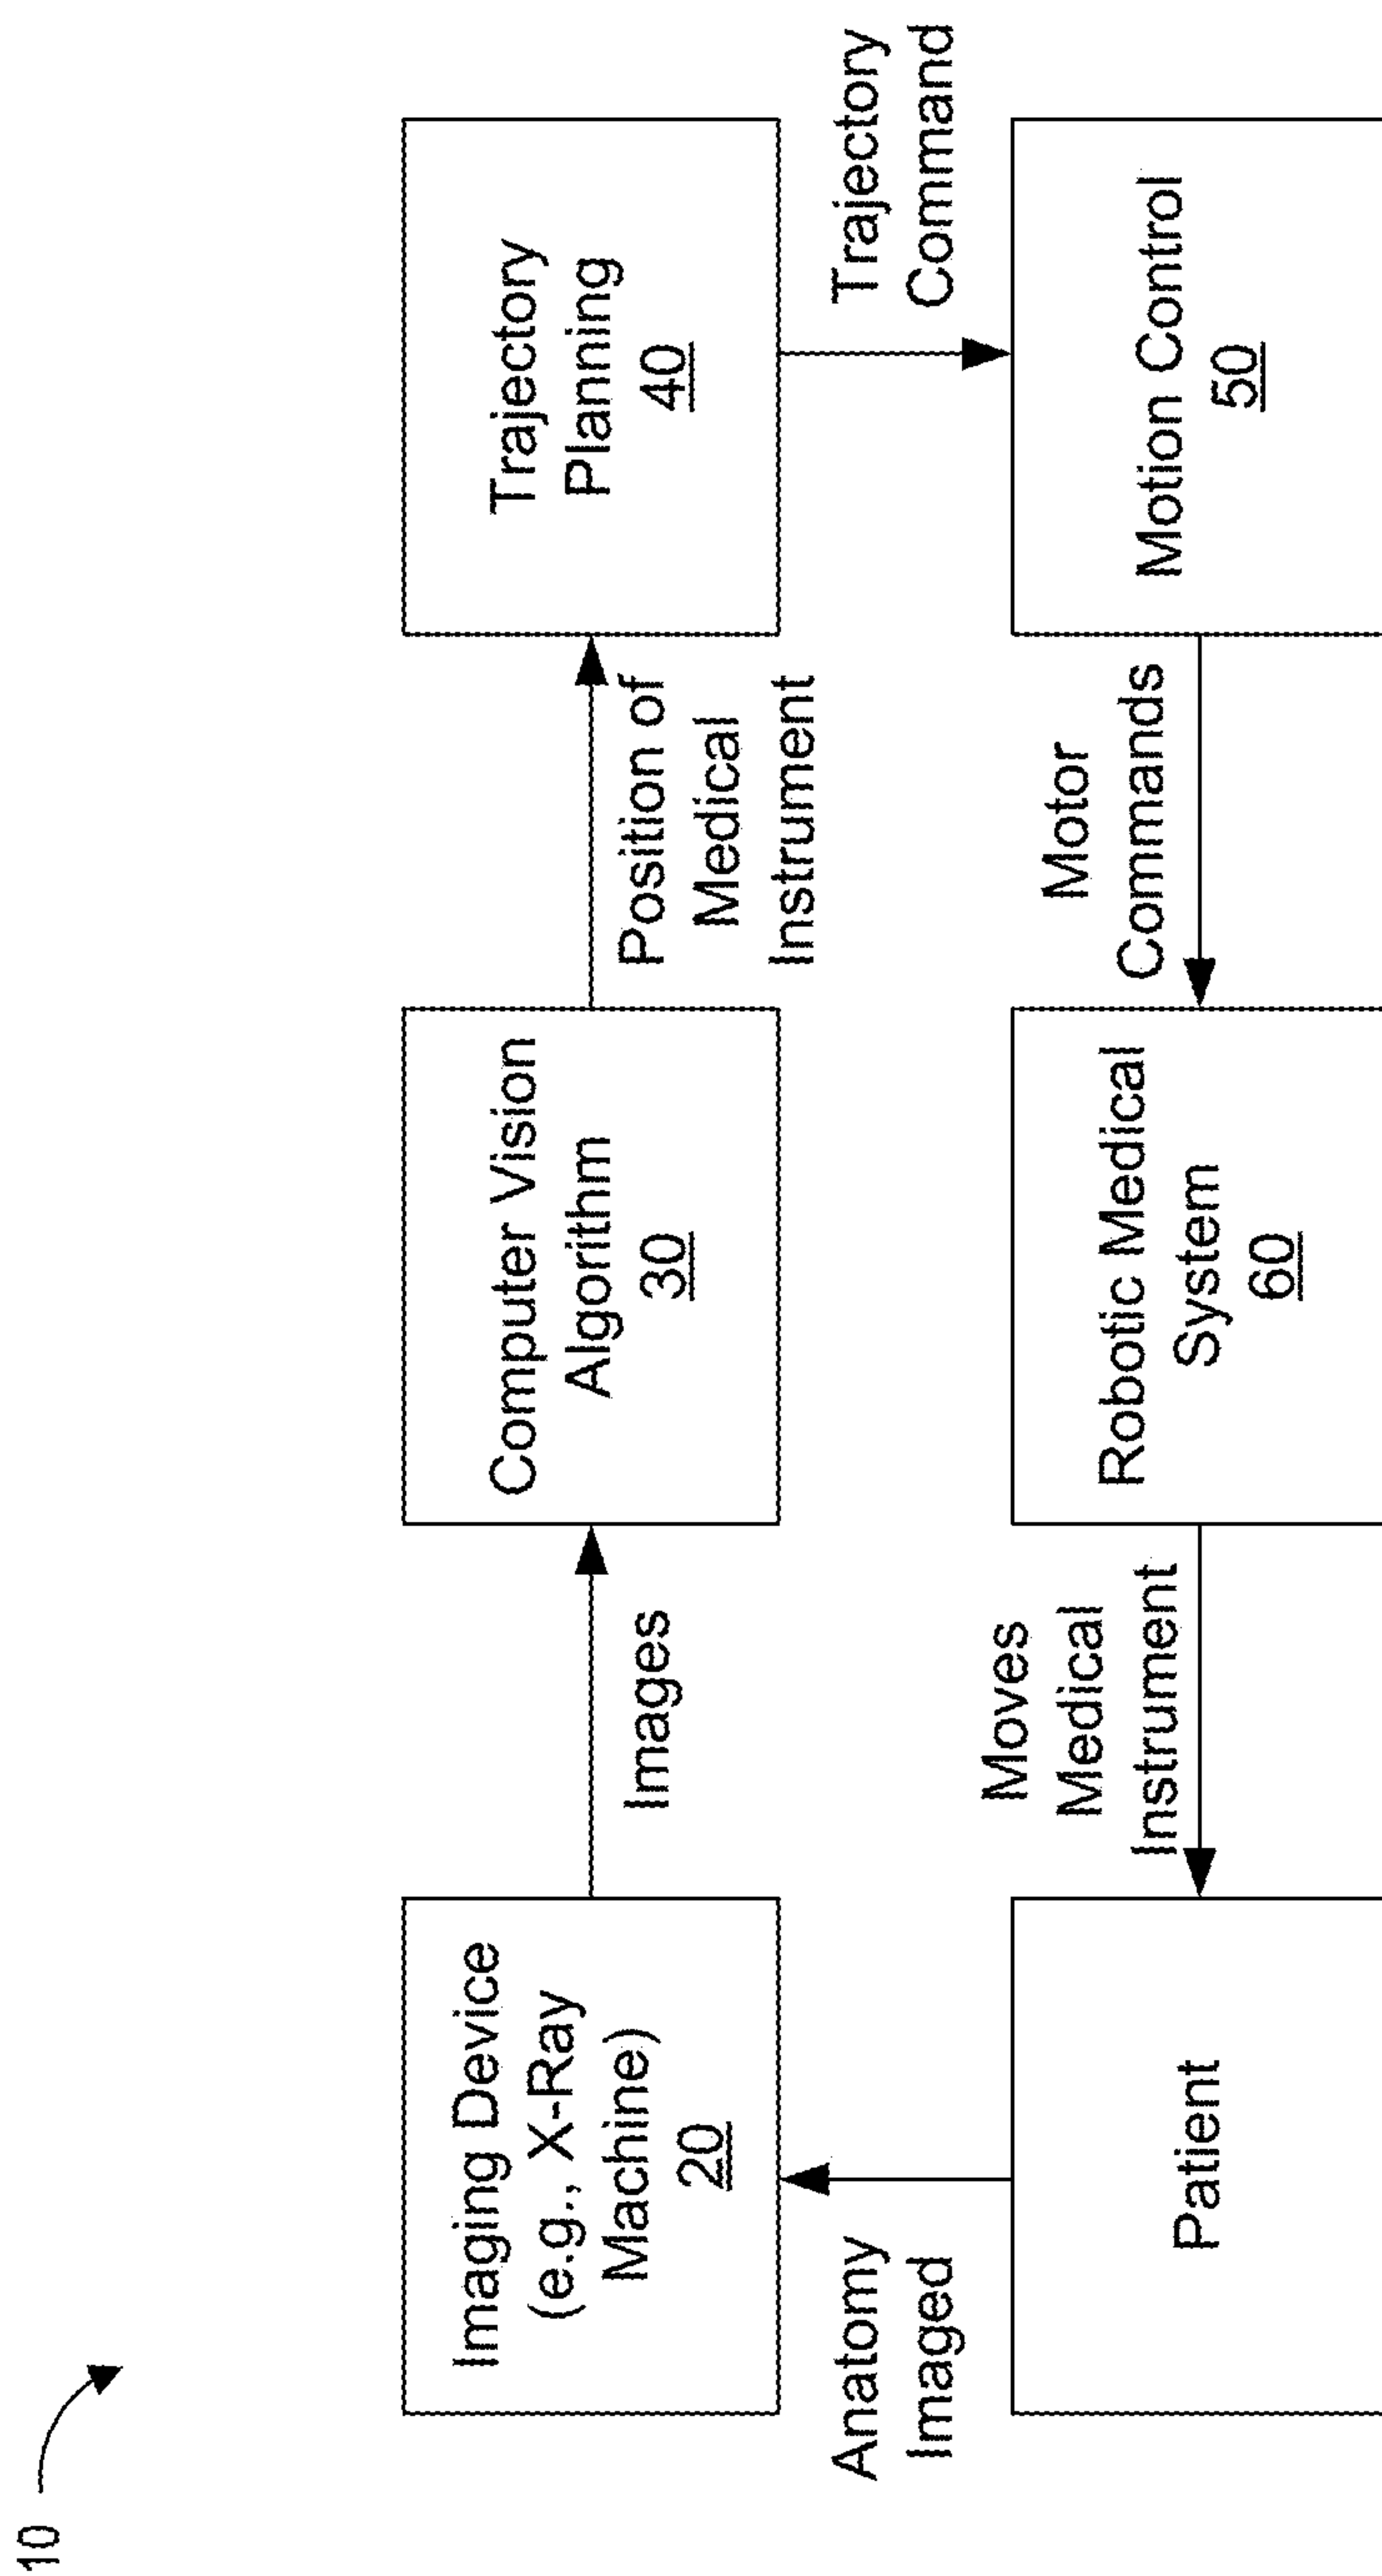 10
Imaging Device
(e.g., X-Ray
Machine)
20
Images
Computer Vision
Algorithm
30
Position of
Medical
Instrument
Trajectory
Planning
40
Anatomy
Imaged
Trajectory
Command
Patient
Moves
Medical
Instrument
Robotic Medical
System
60
Motor
Commands
Motion Control
50